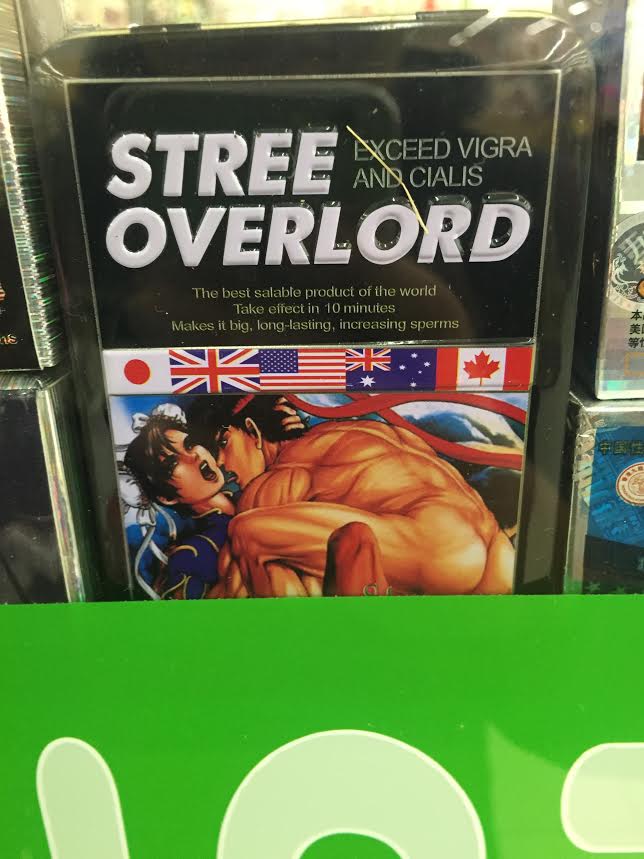 STREE
EXCEED VIGRA
AND CIALIS
OVERLORD
The best salable product of the world
Take effect in 10 minutes
Makes it big, long-lasting, increasing sperms